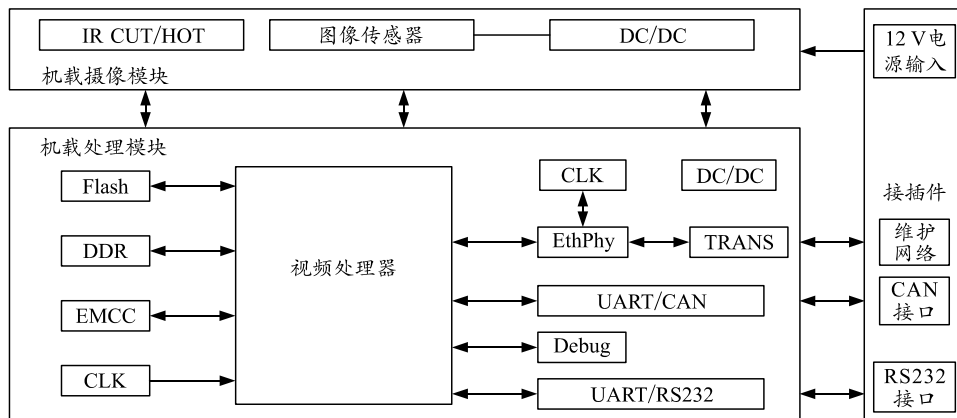 IR CUT/HOT
图像传感器
DC/DC
机载摄像模块
12 V电
源输入
机载处理模块
Flash
DDR
EMCC
CLK
视频处理器
CLK
DC/DC
EthPhy
TRANS
UART/CAN
Debug
UART/RS232
接插件
维护
网络
CAN
接口
RS232
接口